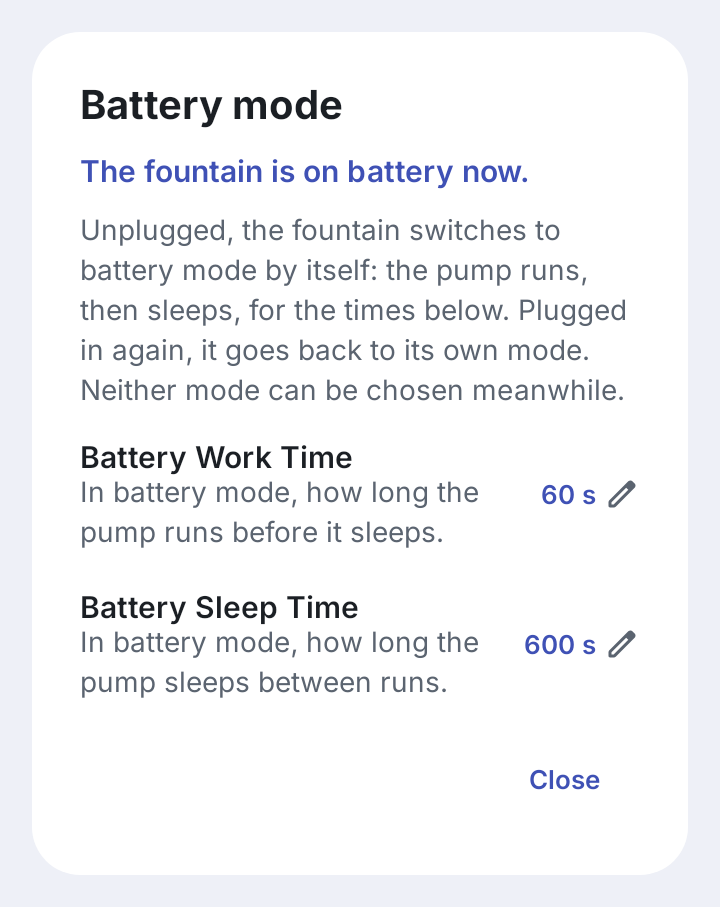 Battery mode
The fountain is on battery now.
Unplugged, the fountain switches to
battery mode by itself: the pump runs,
then sleeps, for the times below. Plugged
in again, it goes back to its own mode.
Neither mode can be chosen meanwhile.
Battery Work Time
In battery mode, how long the
pump runs before it sleeps.
60 s
Battery Sleep Time
In battery mode, how long the
pump sleeps between runs.
600 s
Close